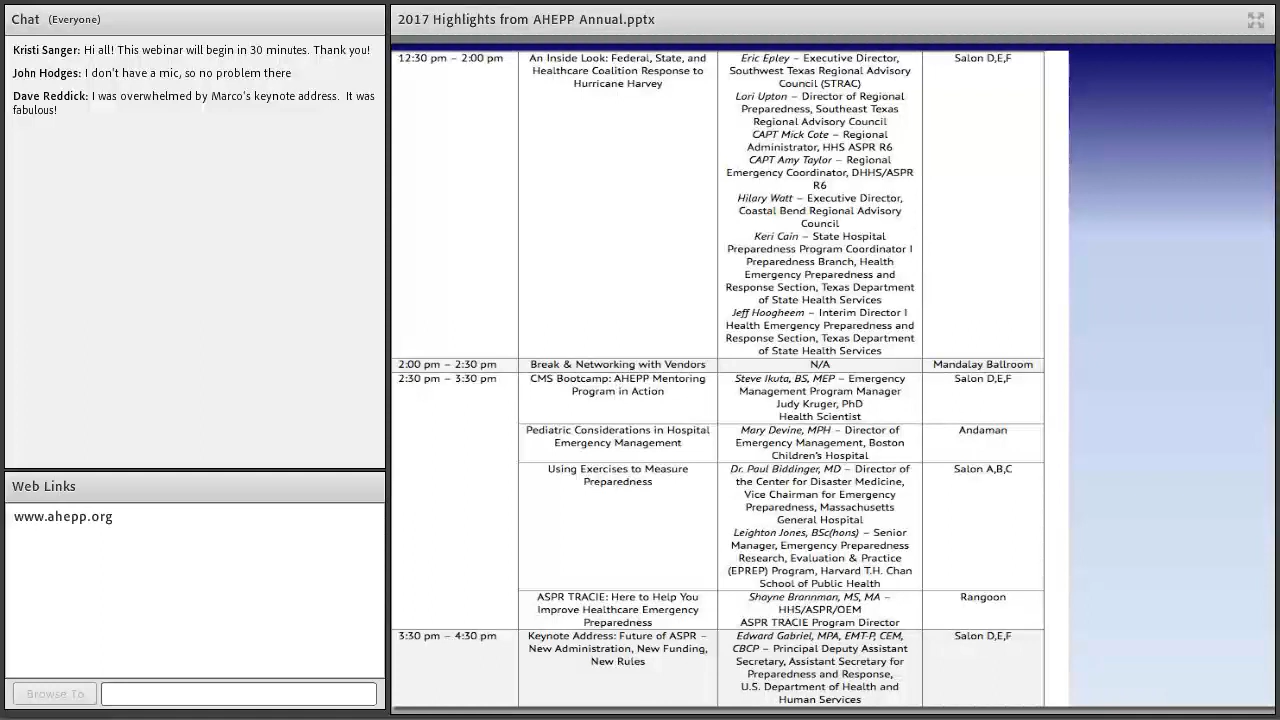 Chat (Everyone)
Kristi Sanger: Hi all! This webinar will begin in 30 minutes. Thank you!
John Hodges: I don't have a mic, so no problem there
Dave Reddick: I was overwhelmed by Marco's keynote address. It was
fabulous!
Web Links
www.ahepp.org
Browse To
2017 Highlights from AHEPP Annual.pptx
12:30 pm – 2:00 pm
An Inside Look: Federal, State, and
Healthcare Coalition Response to
Hurricane Harvey
Eric Epley – Executive Director,
Southwest Texas Regional Advisory
Council (STRAC)
Lori Upton – Director of Regional
Preparedness, Southeast Texas
Regional Advisory Council
CAPT Mick Cote – Regional
Administrator, HHS ASPR R6
CAPT Amy Taylor – Regional
Emergency Coordinator, DHHS/ASPR
R6
Hilary Watt – Executive Director,
Coastal Bend Regional Advisory
Council
Keri Cain – State Hospital
Preparedness Program Coordinator I
Preparedness Branch, Health
Emergency Preparedness and
Response Section, Texas Department
of State Health Services
Jeff Hoogheem – Interim Director I
Health Emergency Preparedness and
Response Section, Texas Department
of State Health Services
Salon D,E,F
2:00 pm – 2:30 pm
Break & Networking with Vendors
N/A
Mandalay Ballroom
2:30 pm – 3:30 pm
CMS Bootcamp: AHEPP Mentoring
Program in Action
Steve Ikuta, BS, MEP – Emergency
Management Program Manager
Judy Kruger, PhD
Health Scientist
Salon D,E,F
Pediatric Considerations in Hospital
Emergency Management
Mary Devine, MPH – Director of
Emergency Management, Boston
Children's Hospital
Andaman
Using Exercises to Measure
Preparedness
Dr. Paul Biddinger, MD – Director of
the Center for Disaster Medicine,
Vice Chairman for Emergency
Preparedness, Massachusetts
General Hospital
Leighton Jones, BSc(hons) – Senior
Manager, Emergency Preparedness
Research, Evaluation & Practice
(EPREP) Program, Harvard T.H. Chan
School of Public Health
Salon A,B,C
ASPR TRACIE: Here to Help You
Improve Healthcare Emergency
Preparedness
Shayne Brannman, MS, MA –
HHS/ASPR/OEM
ASPR TRACIE Program Director
Rangoon
3:30 pm – 4:30 pm
Keynote Address: Future of ASPR –
New Administration, New Funding,
New Rules
Edward Gabriel, MPA, EMT-P, CEM,
CBCP – Principal Deputy Assistant
Secretary, Assistant Secretary for
Preparedness and Response,
U.S. Department of Health and
Human Services
Salon D,E,F